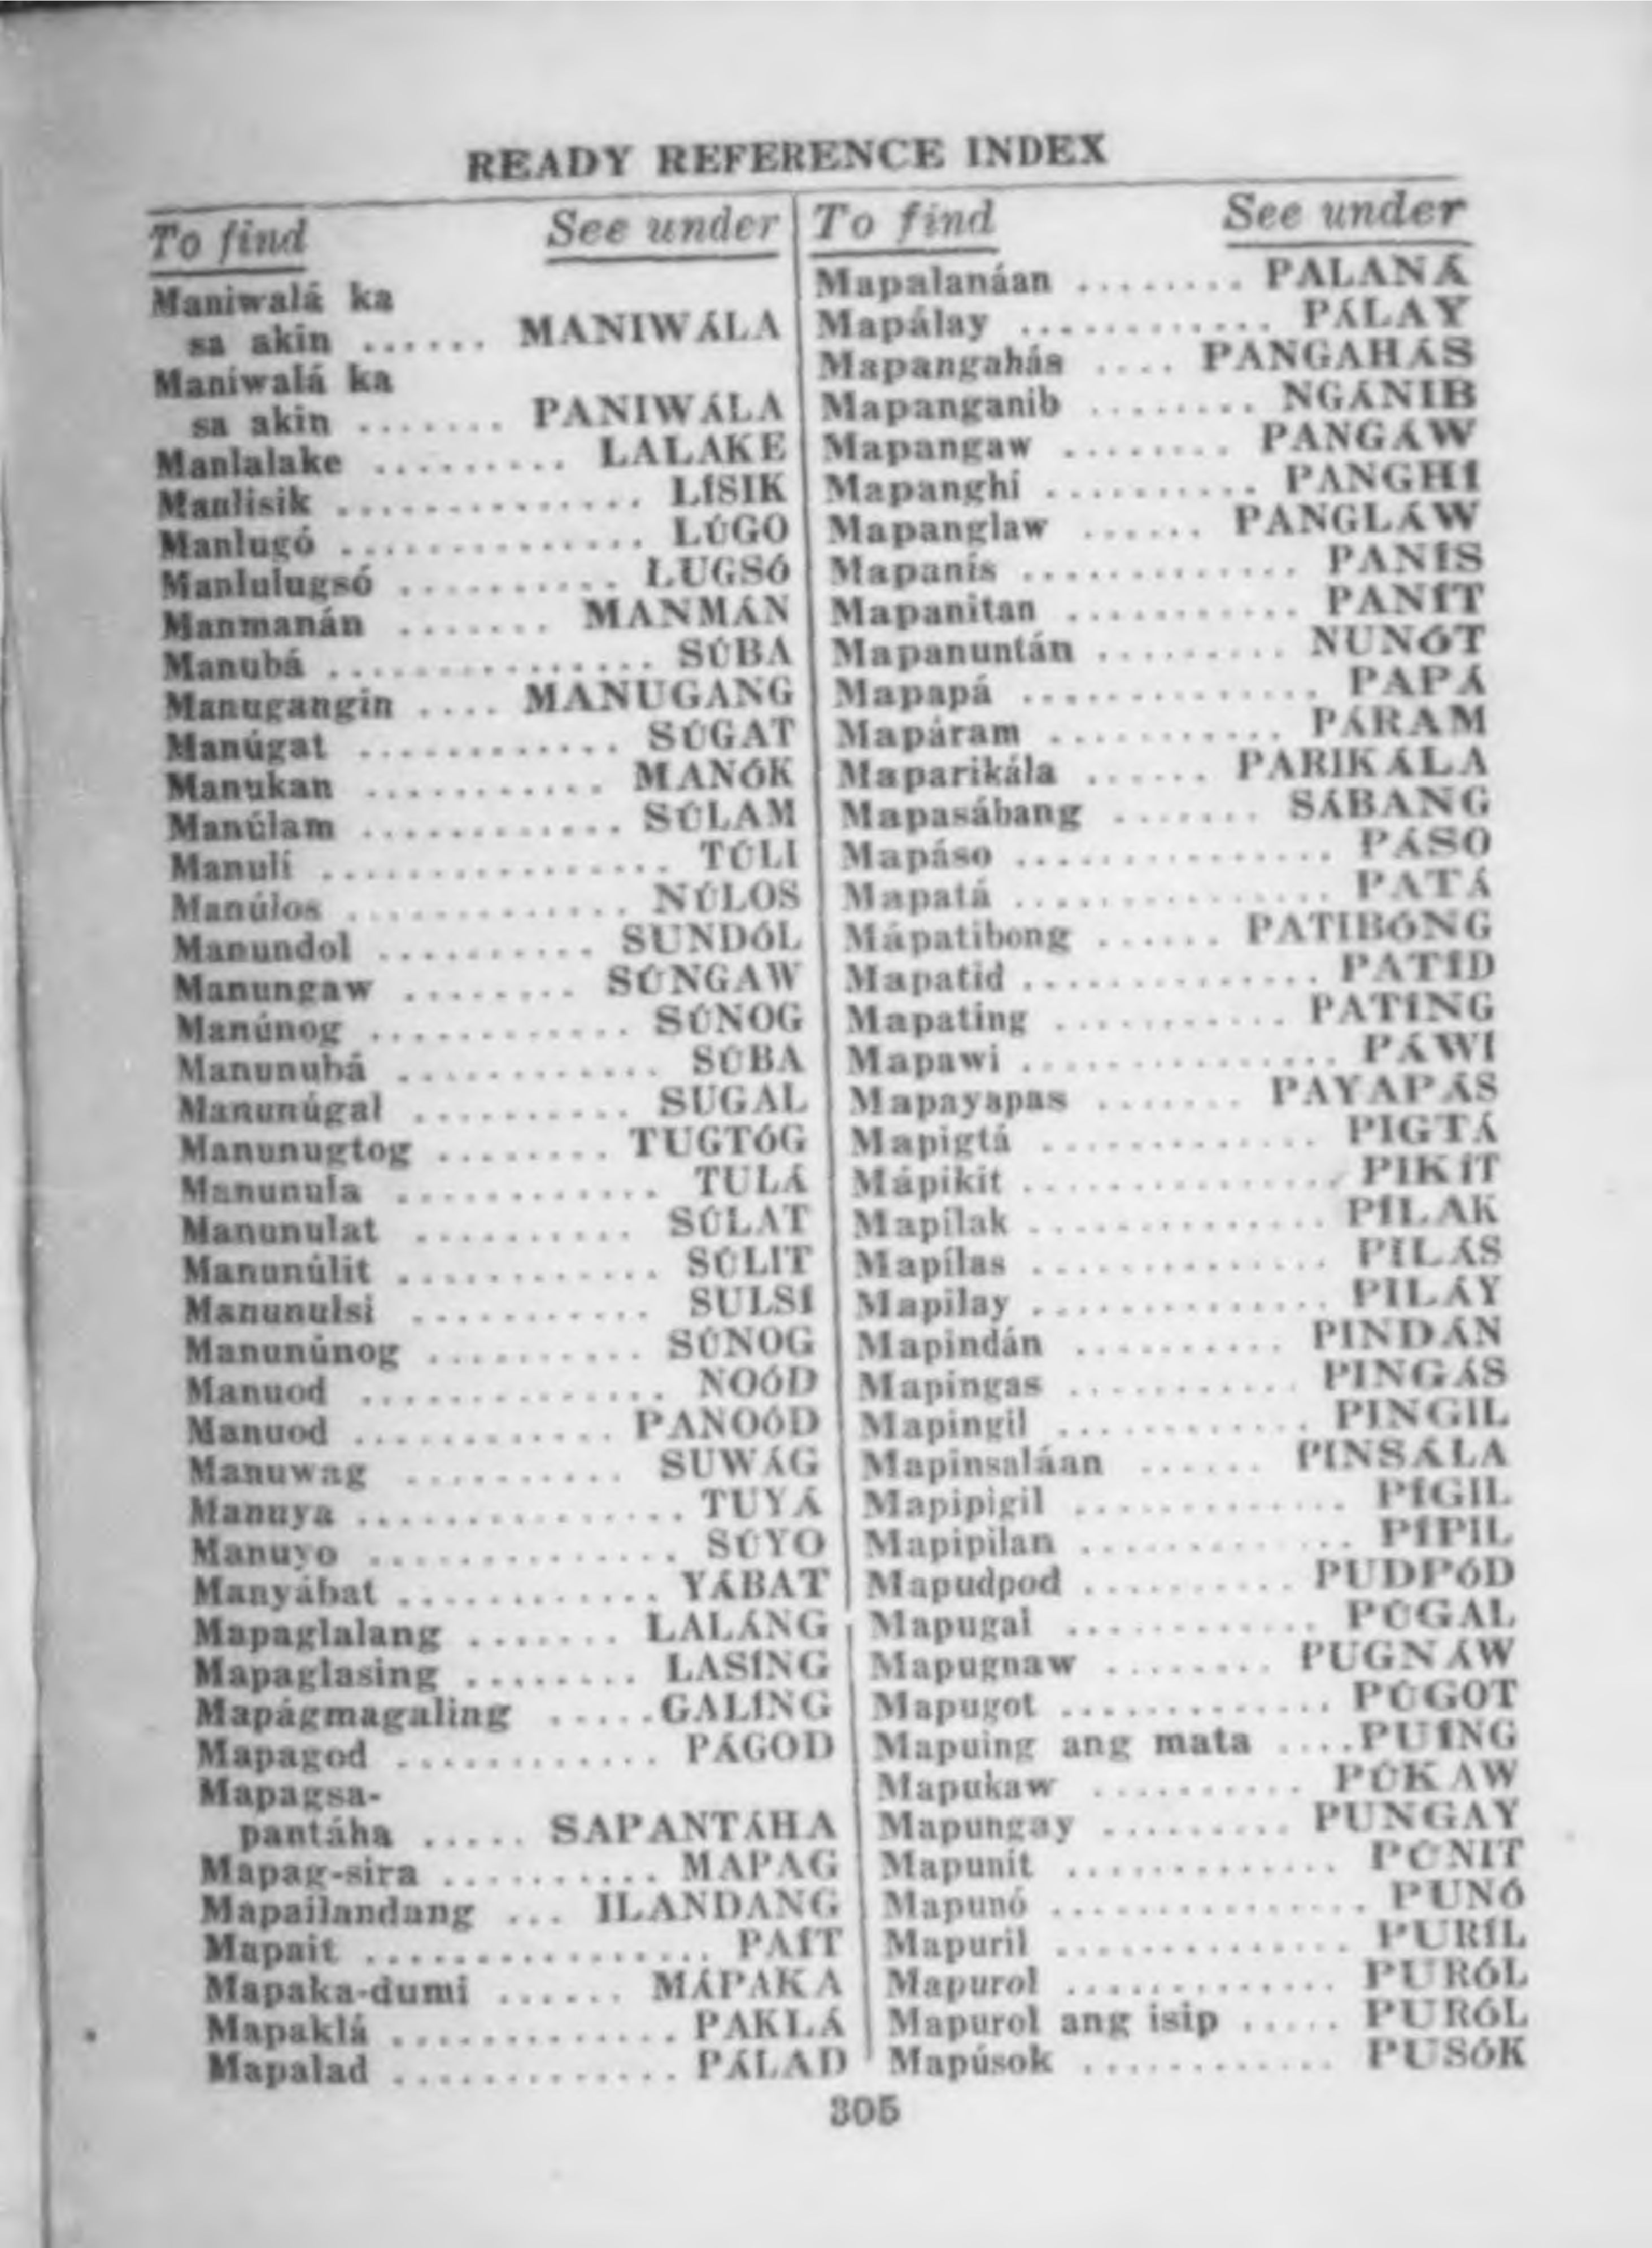 READY REFERENCE INDEX
To find See under
Maniwalá ka
sa akin ...... MANIWÁLA
Maniwalá ka
sa akin ....... PANIWÁLA
Manlalake ......... LALAKE
Manlisik .............. LÍSIK
Manlugó .............. LÚGO
Manlulugsó .......... LUGSÓ
Manmanán ....... MANMÁN
Manubá ................ SÚBA
Manugangin .... MANUGANG
Manúgat ............ SÚGAT
Manukan ........... MANÓK
Manúlam ............ SÚLAM
Manulí ................. TÚLI
Manúlos ............. NÚLOS
Manundol .......... SUNDÓL
Manungaw ........ SÚNGAW
Manúnog ............ SÚNOG
Manunubá ............ SÚBA
Manunúgal .......... SUGAL
Manunugtog ........ TUGTÓG
Manunula ............ TULÁ
Manunulat .......... SÚLAT
Manunúlit ............ SÚLIT
Manunulsi ........... SULSÍ
Manunúnog .......... SÚNOG
Manuod .............. NOÓD
Manuod ............ PANOÓD
Manuwag .......... SUWÁG
Manuya ............... TUYÁ
Manuyo .............. SÚYO
Manyábat ............ YÁBAT
Mapaglalang ....... LALÁNG
Mapaglasing ........ LASÍNG
Mapágmagaling .....GALÍNG
Mapagod ............ PÁGOD
Mapagsa-
pantáha ..... SAPANTÁHA
Mapag-sira .......... MAPAG
Mapailandang ... ILANDANG
Mapait ................ PAÍT
Mapaka-dumi ...... MÁPAKA
Mapaklá .............. PAKLÁ
Mapalad ............. PÁLAD
To find See under
Mapalanáan ........ PALANÁ
Mapálay ............ PÁLAY
Mapangahás .... PANGAHÁS
Mapanganib ........ NGÁNIB
Mapangaw ........ PANGÁW
Mapanghí .......... PANGHÍ
Mapanglaw ...... PANGLÁW
Mapanís ............. PANÍS
Mapanitan ........... PANÍT
Mapanuntán ......... NUNÓT
Mapapá .............. PAPÁ
Mapáram ........... PÁRAM
Maparikála ...... PARIKÁLA
Mapasábang ....... SÁBANG
Mapáso ............... PÁSO
Mapatá ............... PATÁ
Mápatibong ...... PATIBÓNG
Mapatid .............. PATÍD
Mapating ........... PATÍNG
Mapawi ............... PÁWI
Mapayapas ....... PAYAPÁS
Mapigtá ............. PIGTÁ
Mápikit ............... PIKÍT
Mapílak .............. PÍLAK
Mapílas .............. PILÁS
Mapilay .............. PILÁY
Mapindán .......... PINDÁN
Mapingas ........... PINGÁS
Mapingil ............ PINGIL
Mapinsaláan ...... PINSÁLA
Mapipigil ............. PÍGIL
Mapipilan ............. PÍPIL
Mapudpod .......... PUDPÓD
Mapugal ............ PÚGAL
Mapugnaw ........ PUGNÁW
Mapugot ............. PÚGOT
Mapuing ang mata ....PUÍNG
Mapukaw .......... PÚKAW
Mapungay ......... PUNGAY
Mapunit ............. PÚNIT
Mapunó ............... PUNÓ
Mapuril .............. PURÍL
Mapurol ............. PURÓL
Mapurol ang isip ..... PURÓL
Mapúsok ............ PUSÓK
305